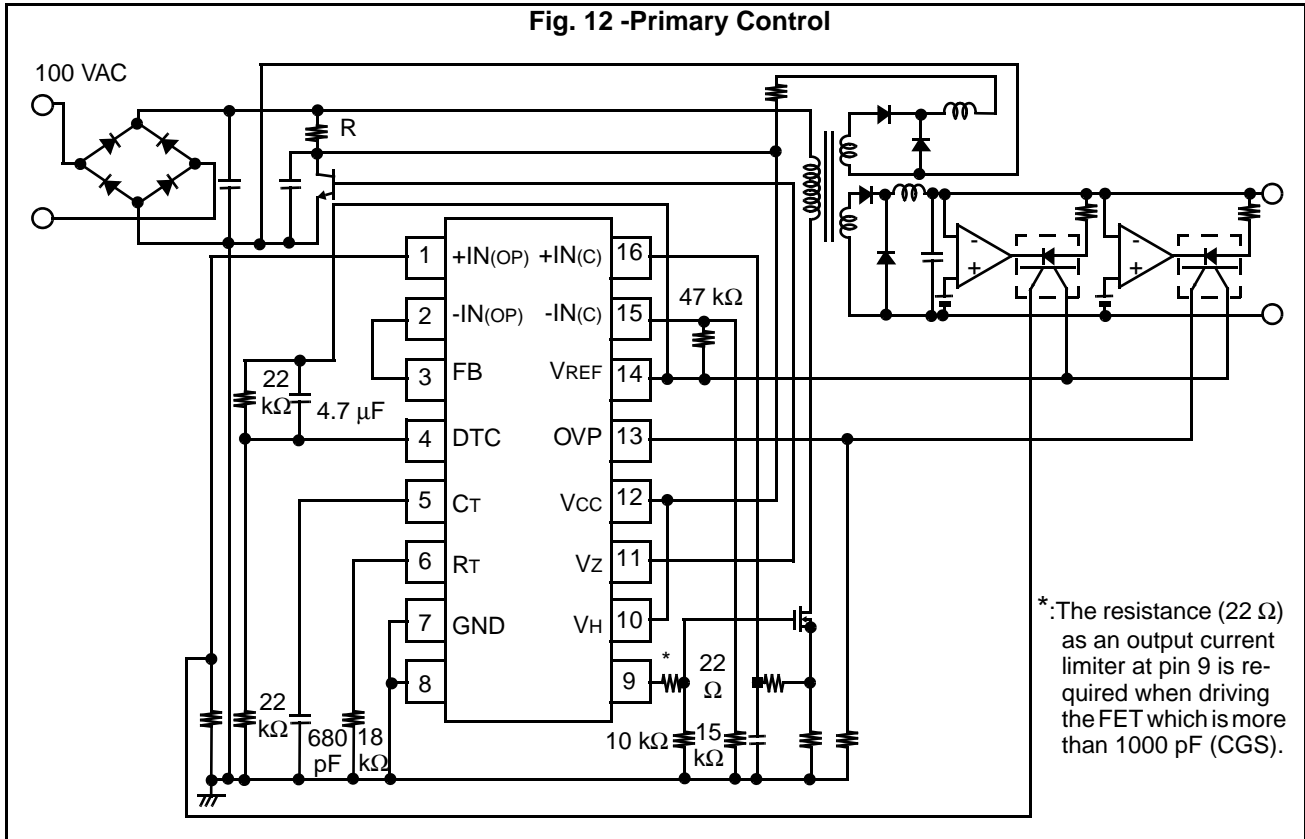 Fig. 12 -Primary Control
100 VAC
R
1 +IN(OP) +IN(C) 16
47 kΩ
2 -IN(OP) -IN(C) 15
3 FB VREF 14
22 kΩ
4.7 µF
4 DTC OVP 13
5 CT VCC 12
6 RT VZ 11
7 GND VH 10
8 9
*
22 Ω
22 kΩ
680 pF
18 kΩ
10 kΩ
15 kΩ
- +
- +
*:The resistance (22 Ω)
as an output current
limiter at pin 9 is re-
quired when driving
the FET which is more
than 1000 pF (CGS).